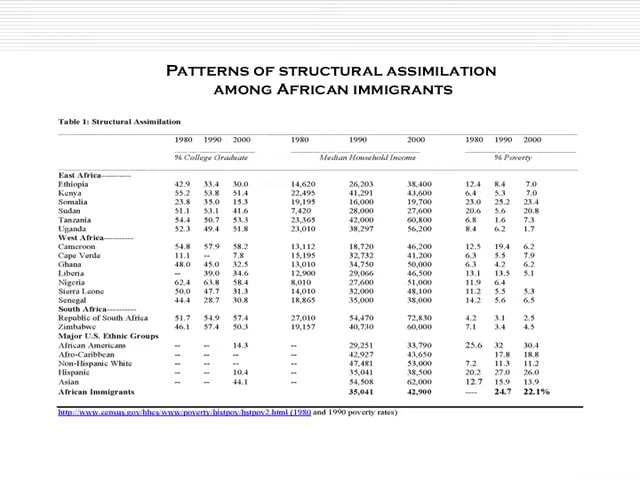 PATTERNS OF STRUCTURAL ASSIMILATION
AMONG AFRICAN IMMIGRANTS
Table 1: Structural Assimilation
1980 1990 2000 1980 1990 2000 1980 1990 2000
% College Graduate Median Household Income % Poverty
East Africa----------
Ethiopia 42.9 33.4 30.0 14,620 26,203 38,400 12.4 8.4 7.0
Kenya 55.2 53.8 51.4 22,495 41,291 43,600 6.4 5.3 7.0
Somalia 23.8 35.0 15.3 19,195 16,000 19,700 23.0 25.2 23.4
Sudan 51.1 53.1 41.6 7,420 28,000 27,600 20.6 5.6 20.8
Tanzania 54.4 50.7 53.3 23,365 42,000 60,800 6.8 1.6 7.3
Uganda 52.3 49.4 51.8 23,010 38,297 56,200 8.4 6.2 1.7
West Africa----------
Cameroon 54.8 57.9 58.2 13,112 18,720 46,200 12.5 19.4 6.2
Cape Verde 11.1 -- 7.8 15,195 32,732 41,200 6.3 5.5 7.9
Ghana 48.0 45.0 32.5 13,010 34,750 50,000 6.3 4.2 6.2
Liberia -- 39.0 34.6 12,900 29,066 46,500 13.1 13.5 5.1
Nigeria 62.4 63.8 58.4 8,010 27,600 51,000 11.9 6.4
Sierra Leone 50.0 47.7 31.3 14,010 32,000 48,100 11.2 5.5 5.3
Senegal 44.4 28.7 30.8 18,865 35,000 38,000 14.2 5.6 6.5
South Africa----------
Republic of South Africa 51.7 54.9 57.4 27,010 54,470 72,830 4.2 3.1 2.5
Zimbabwe 46.1 57.4 50.3 19,157 40,730 60,000 7.1 3.4 4.5
Major U.S. Ethnic Groups
African Americans -- -- 14.3 -- 29,251 33,790 25.6 32 30.4
Afro-Caribbean -- -- -- -- 42,927 43,650 17.8 18.8
Non-Hispanic White -- -- -- -- 47,481 53,000 7.2 11.3 11.2
Hispanic -- -- 10.4 -- 35,041 38,500 20.2 27.0 26.0
Asian -- -- 44.1 -- 54,508 62,000 12.7 15.9 13.9
African Immigrants 35,041 42,900 ---- 24.7 22.1%
http://www.census.gov/hhes/www/poverty/histpov/hstpov2.html (1980 and 1990 poverty rates)